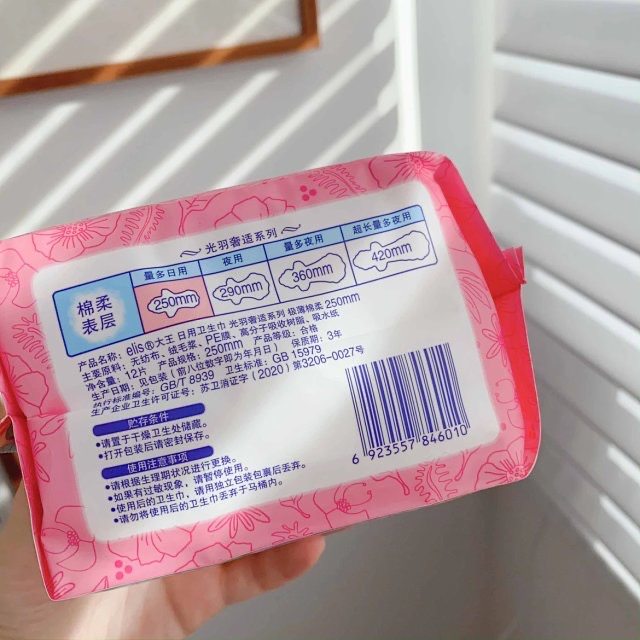 光羽奢适系列
棉柔
表层
量多日用 夜用 量多夜用 超长量多夜用
250mm 290mm 360mm 420mm
产品名称：elis®大王 日用卫生巾 光羽奢适系列 极薄棉柔250mm
主要原料：无纺布、绒毛浆、PE膜、高分子吸收树脂、吸水纸
净含量：12片 产品规格：250mm 产品等级：合格
生产日期：见包装（前八位数字即为年月日） 保质期：3年
执行标准编号：GB/T 8939 卫生标准：GB 15979
生产企业卫生许可证号：苏卫消证字（2020）第3206-0027号
贮存条件
•请置于干燥卫生处储藏。
•打开包装后请密封保存。
使用注意事项
•请根据生理期状况进行更换。
•如果有过敏现象，请暂停使用。
•使用后的卫生巾，请用独立包装包裹后丢弃。
•请勿将使用后的卫生巾丢弃于马桶内。
6 923557 846010